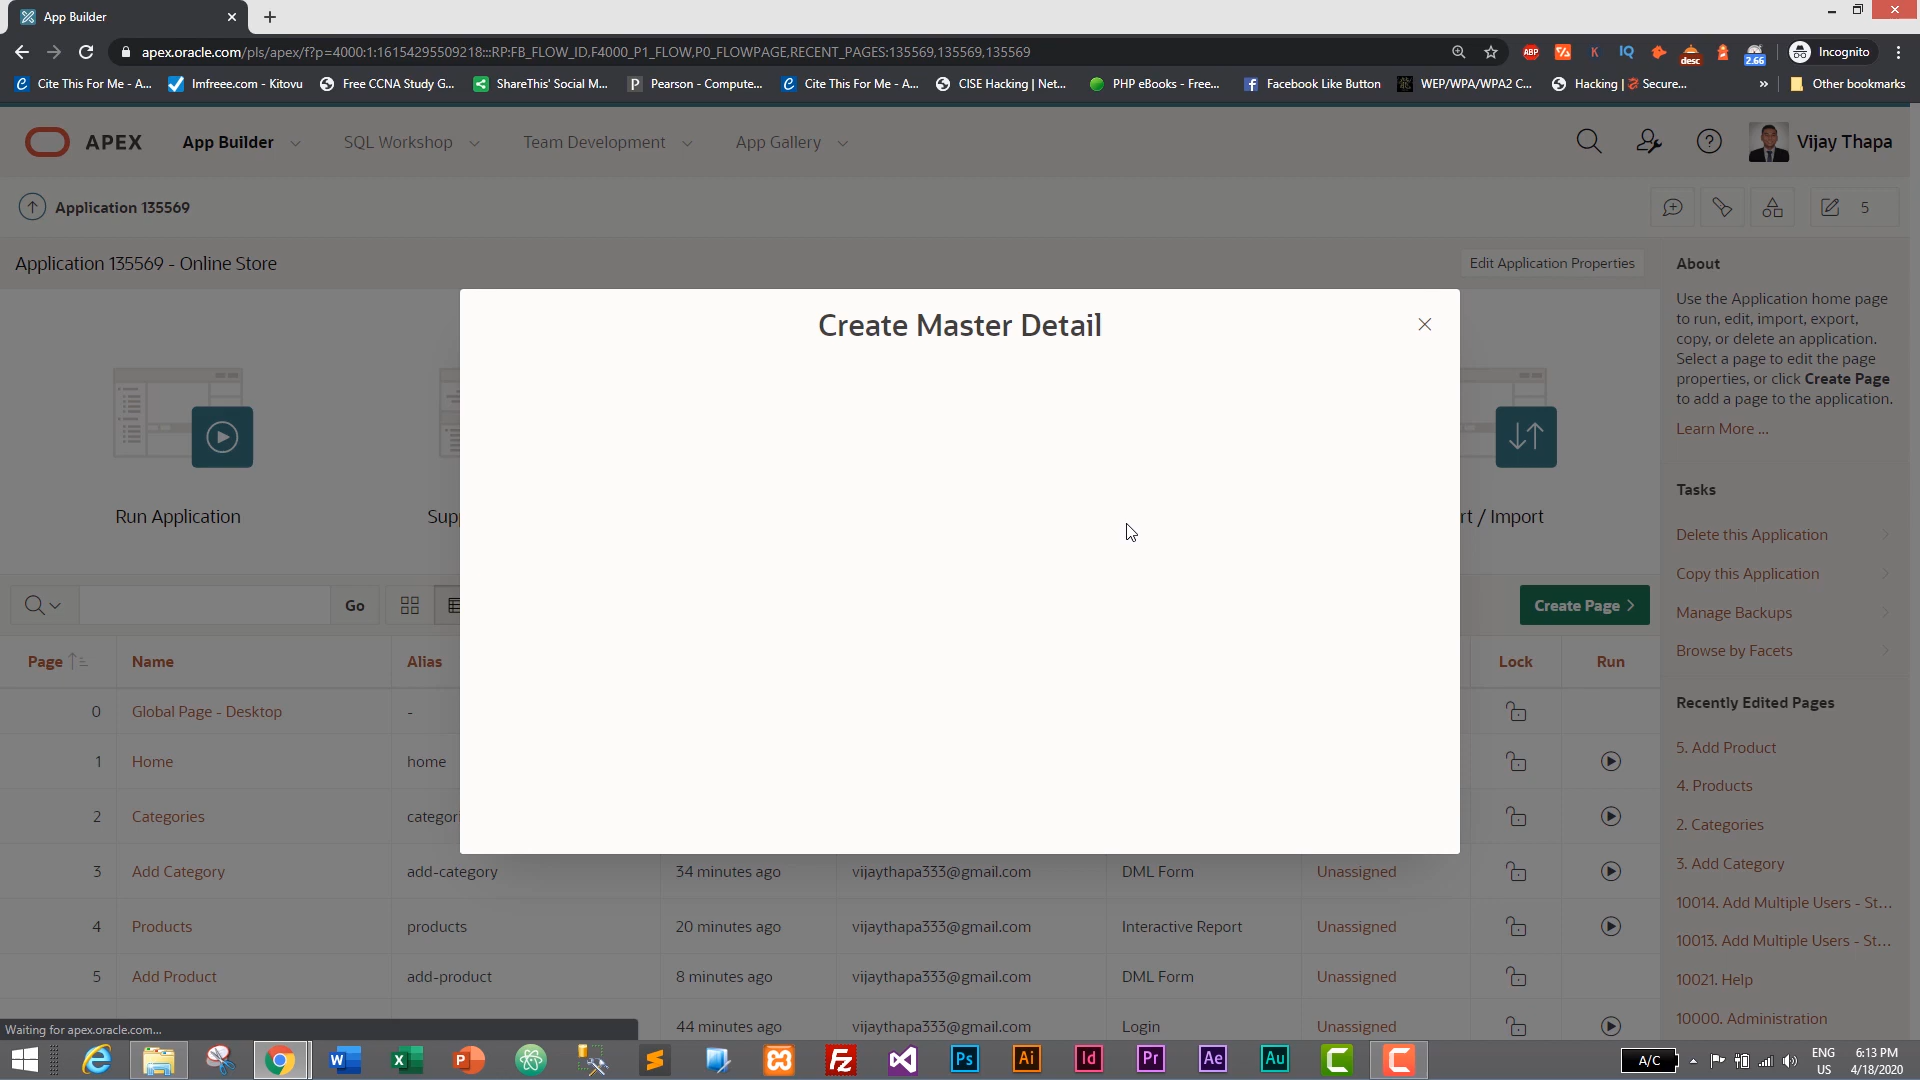 App Builder
apex.oracle.com/pls/apex/f?p=4000:1:16154295509218:::RP:FB_FLOW_ID,F4000_P1_FLOW,P0_FLOWPAGE,RECENT_PAGES:135569,135569,135569
ABP
K
IQ
desc
2.66
Incognito
Cite This For Me - A...
Imfreee.com - Kitovu
Free CCNA Study G...
ShareThis' Social M...
Pearson - Compute...
Cite This For Me - A...
CISE Hacking | Net...
PHP eBooks - Free...
Facebook Like Button
WEP/WPA/WPA2 C...
Hacking | Secure...
Other bookmarks
APEX
App Builder
SQL Workshop
Team Development
App Gallery
Vijay Thapa
Application 135569
5
Application 135569 - Online Store
Edit Application Properties
About
Use the Application home page
to run, edit, import, export,
copy, or delete an application.
Select a page to edit the page
properties, or click Create Page
to add a page to the application.
Learn More ...
Create Master Detail
Run Application
Sup
rt / Import
Tasks
Delete this Application
Copy this Application
Manage Backups
Browse by Facets
Go
Create Page
Page Name Alias Lock Run
0 Global Page - Desktop -
1 Home home
2 Categories categor
3 Add Category add-category 34 minutes ago vijaythapa333@gmail.com DML Form Unassigned
4 Products products 20 minutes ago vijaythapa333@gmail.com Interactive Report Unassigned
5 Add Product add-product 8 minutes ago vijaythapa333@gmail.com DML Form Unassigned
44 minutes ago vijaythapa333@gmail.com Login Unassigned
Recently Edited Pages
5. Add Product
4. Products
2. Categories
3. Add Category
10014. Add Multiple Users - St...
10013. Add Multiple Users - St...
10021. Help
10000. Administration
Waiting for apex.oracle.com...
Ps
Ai
Id
Pr
Ae
Au
A/C
ENG
US
6:13 PM
4/18/2020